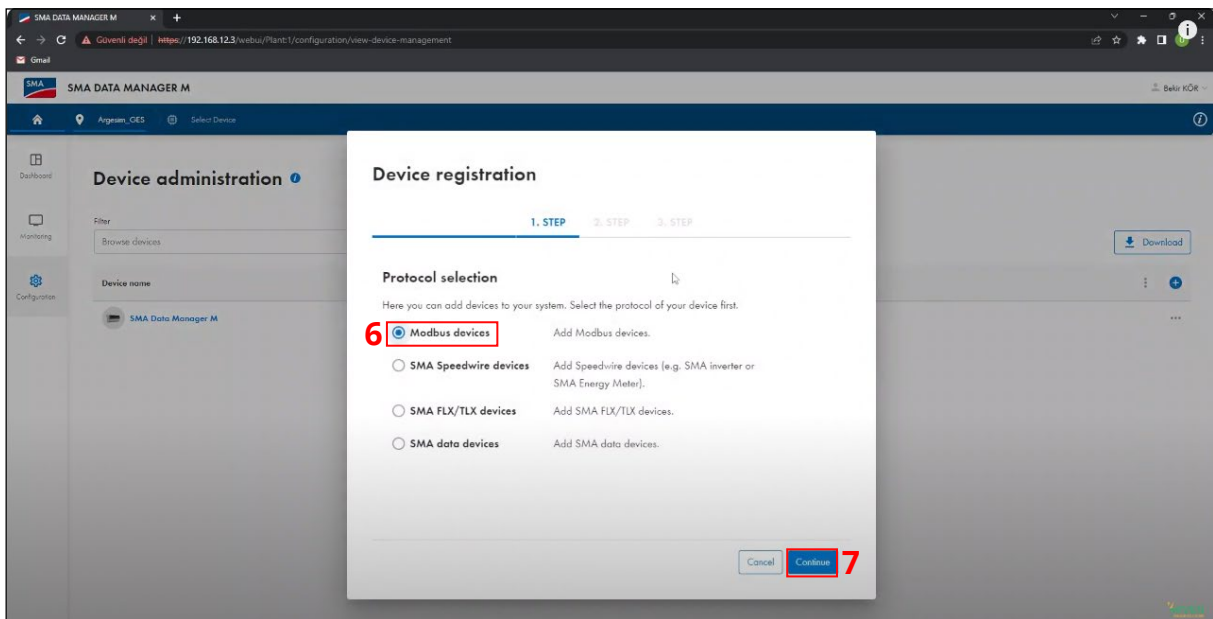 SMA DATA MANAGER M
Güvenli değil | https://192.168.12.3/webui/Plant:1/configuration/view-device-management
Gmail
SMA SMA DATA MANAGER M Bekir KÖR
Argesim_GES Select Device
Dashboard
Monitoring
Configuration
Device administration
Filter
Browse devices
Download
Device name
SMA Data Manager M
Device registration
1. STEP 2. STEP 3. STEP
Protocol selection
Here you can add devices to your system. Select the protocol of your device first.
6 Modbus devices Add Modbus devices.
SMA Speedwire devices Add Speedwire devices (e.g. SMA inverter or
SMA Energy Meter).
SMA FLX/TLX devices Add SMA FLX/TLX devices.
SMA data devices Add SMA data devices.
Cancel Continue 7